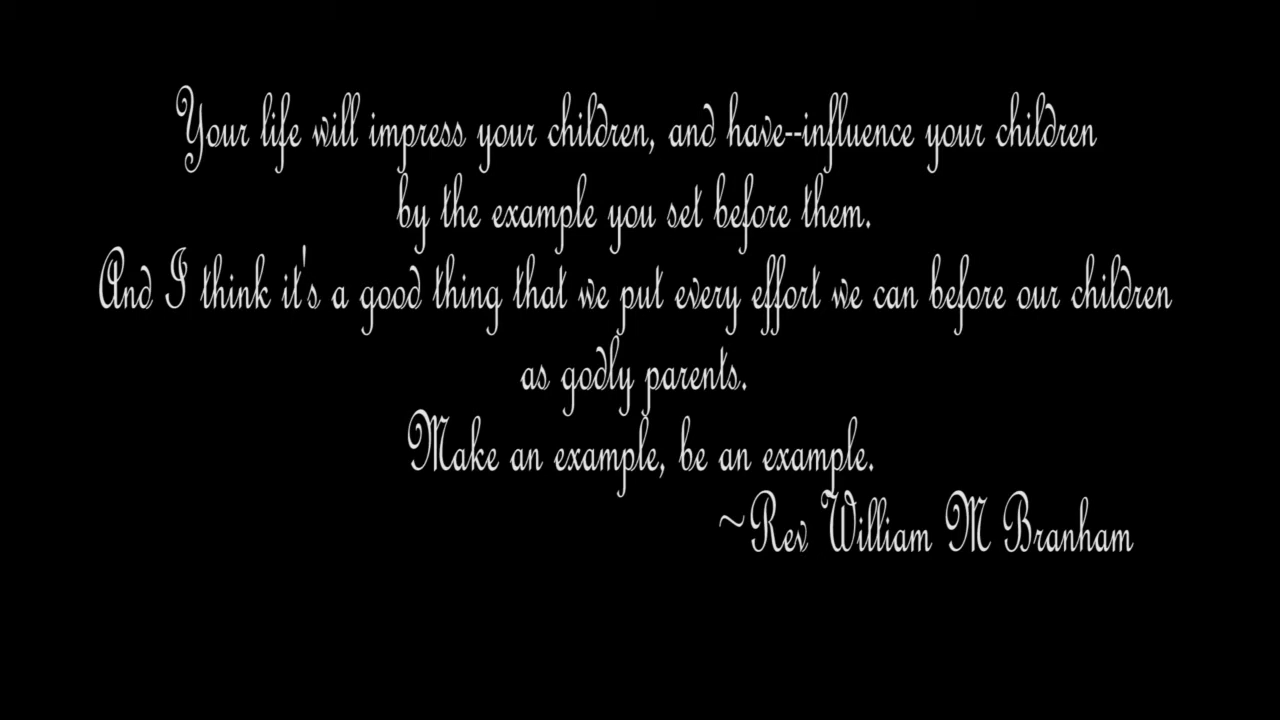 Your life will impress your children, and have--influence your children
by the example you set before them.
And I think it's a good thing that we put every effort we can before our children
as godly parents.
Make an example, be an example.
~Rev William M Branham